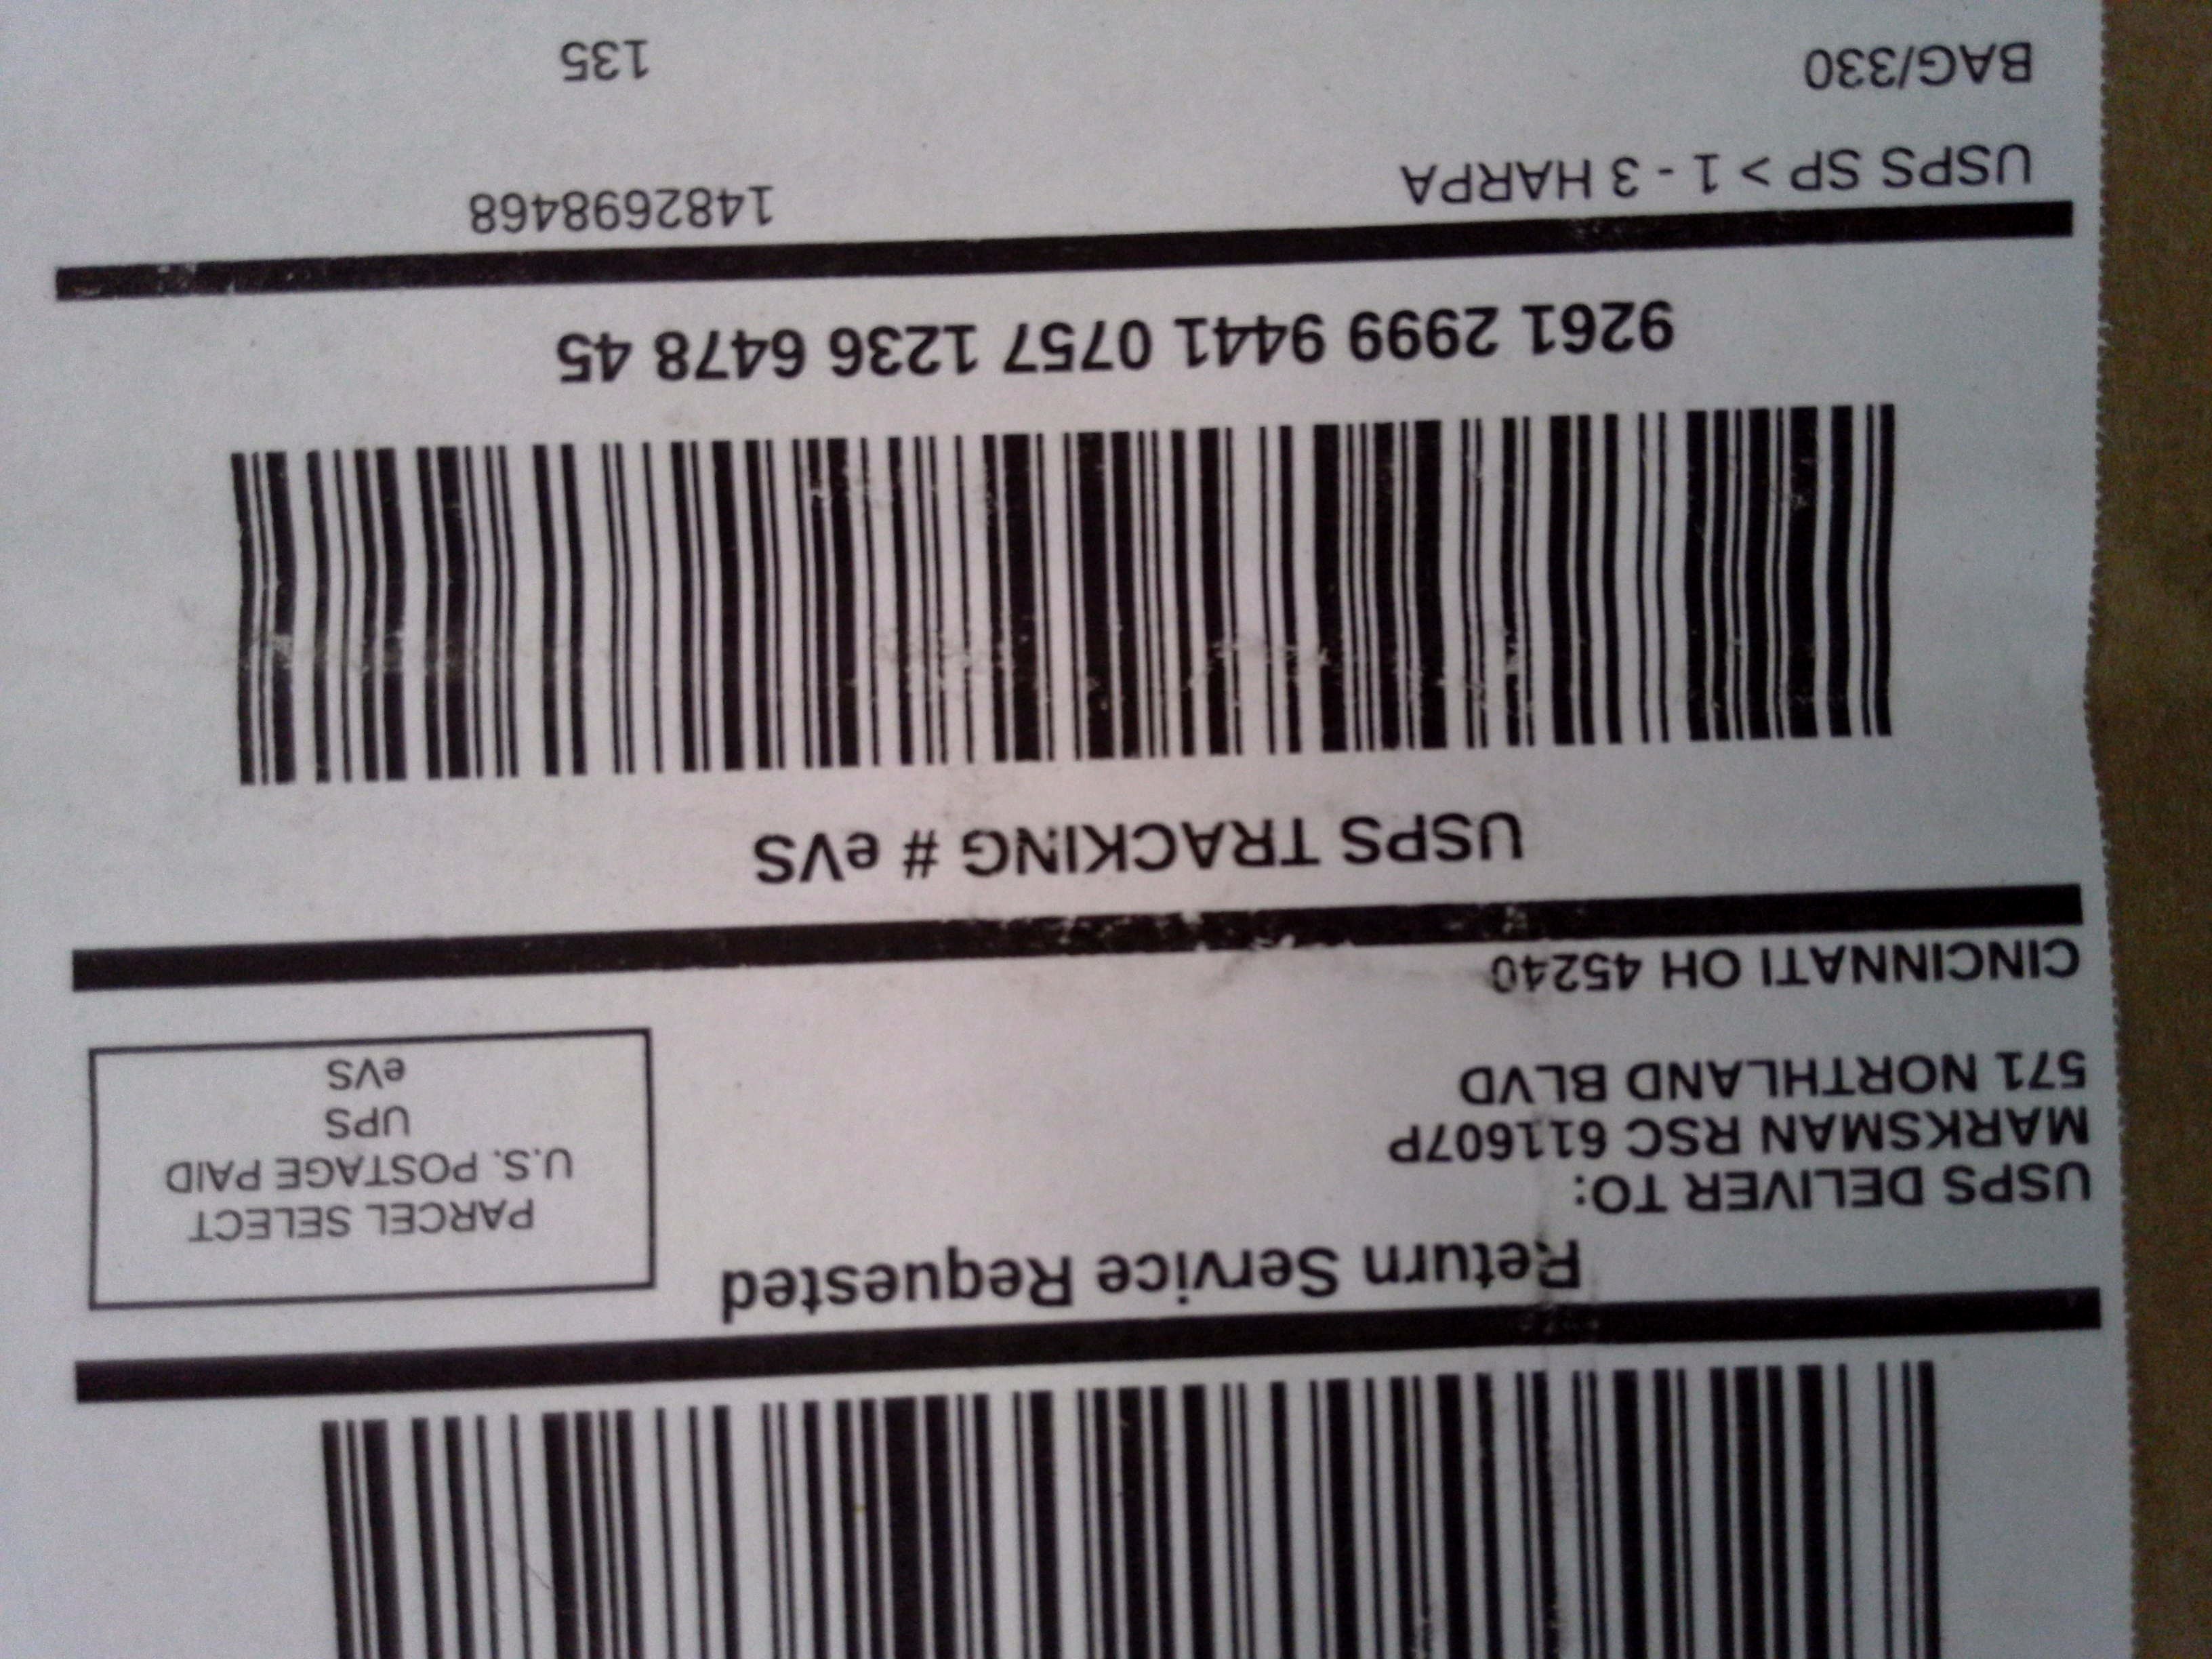 Return Service Requested
USPS DELIVER TO:
MARKSMAN RSC 611607P
571 NORTHLAND BLVD
CINCINNATI OH 45240
PARCEL SELECT
U.S. POSTAGE PAID
UPS
eVS
USPS TRACKING # eVS
9261 2999 9441 0757 1236 6478 45
USPS SP > 1 - 3 HARPA
1482698468
BAG/330
135